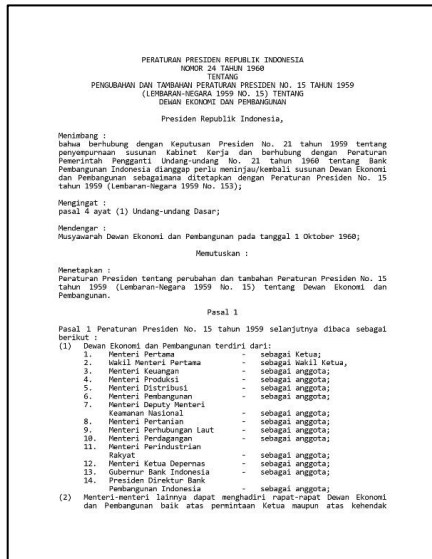 PERATURAN PRESIDEN REPUBLIK INDONESIA
NOMOR 24 TAHUN 1960
TENTANG
PENGUBAHAN DAN TAMBAHAN PERATURAN PRESIDEN NO. 15 TAHUN 1959
(LEMBARAN-NEGARA 1959 NO. 15) TENTANG
DEWAN EKONOMI DAN PEMBANGUNAN
Presiden Republik Indonesia,
Menimbang :
bahwa berhubung dengan Keputusan Presiden No. 21 tahun 1959 tentang
penyempurnaan susunan Kabinet Kerja dan berhubung dengan Peraturan
Pemerintah Pengganti Undang-undang No. 21 tahun 1960 tentang Bank
Pembangunan Indonesia dianggap perlu meninjau/kembali susunan Dewan Ekonomi
dan Pembangunan sebagaimana ditetapkan dengan Peraturan Presiden No. 15
tahun 1959 (Lembaran-Negara 1959 No. 153);
Mengingat :
pasal 4 ayat (1) Undang-undang Dasar;
Mendengar :
Musyawarah Dewan Ekonomi dan Pembangunan pada tanggal 1 Oktober 1960;
Memutuskan :
Menetapkan :
Peraturan Presiden tentang perubahan dan tambahan Peraturan Presiden No. 15
tahun 1959 (Lembaran-Negara 1959 No. 15) tentang Dewan Ekonomi dan
Pembangunan.
Pasal 1
Pasal 1 Peraturan Presiden No. 15 tahun 1959 selanjutnya dibaca sebagai
berikut :
(1) Dewan Ekonomi dan Pembangunan terdiri dari:
1. Menteri Pertama - sebagai Ketua;
2. Wakil Menteri Pertama - sebagai Wakil Ketua,
3. Menteri Keuangan - sebagai anggota;
4. Menteri Produksi - sebagai anggota;
5. Menteri Distribusi - sebagai anggota;
6. Menteri Pembangunan - sebagai anggota;
7. Menteri Deputy Menteri
Keamanan Nasional - sebagai anggota;
8. Menteri Pertanian - sebagai anggota;
9. Menteri Perhubungan Laut - sebagai anggota;
10. Menteri Perdagangan - sebagai anggota;
11. Menteri Perindustrian
Rakyat - sebagai anggota;
12. Menteri Ketua Depernas - sebagai anggota;
13. Gubernur Bank Indonesia - sebagai anggota;
14. Presiden Direktur Bank
Pembangunan Indonesia - sebagai anggota;
(2) Menteri-menteri lainnya dapat menghadiri rapat-rapat Dewan Ekonomi
dan Pembangunan baik atas permintaan Ketua maupun atas kehendak